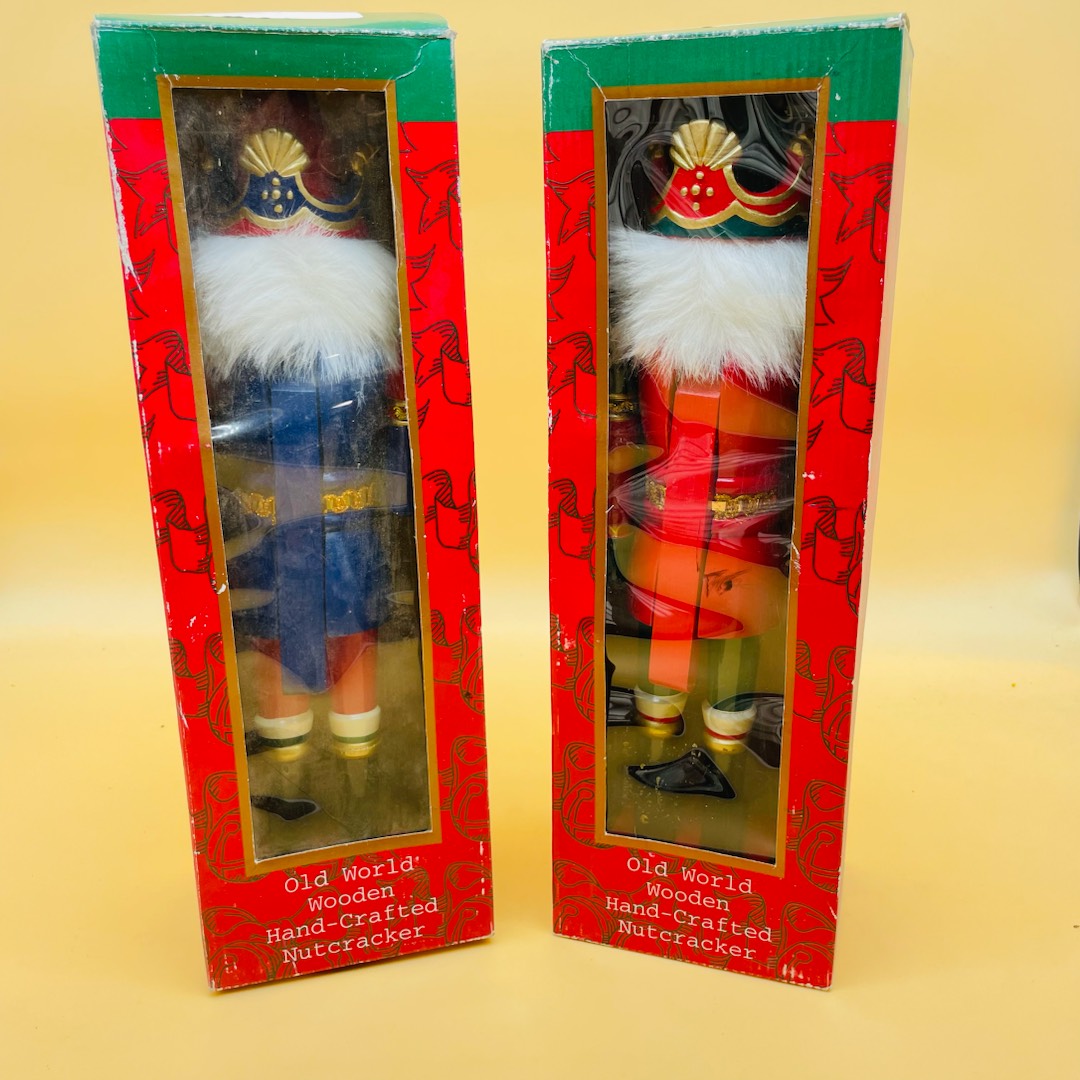 Old World
Wooden
Hand-Crafted
Nutcracker
Old World
Wooden
Hand-Crafted
Nutcracker